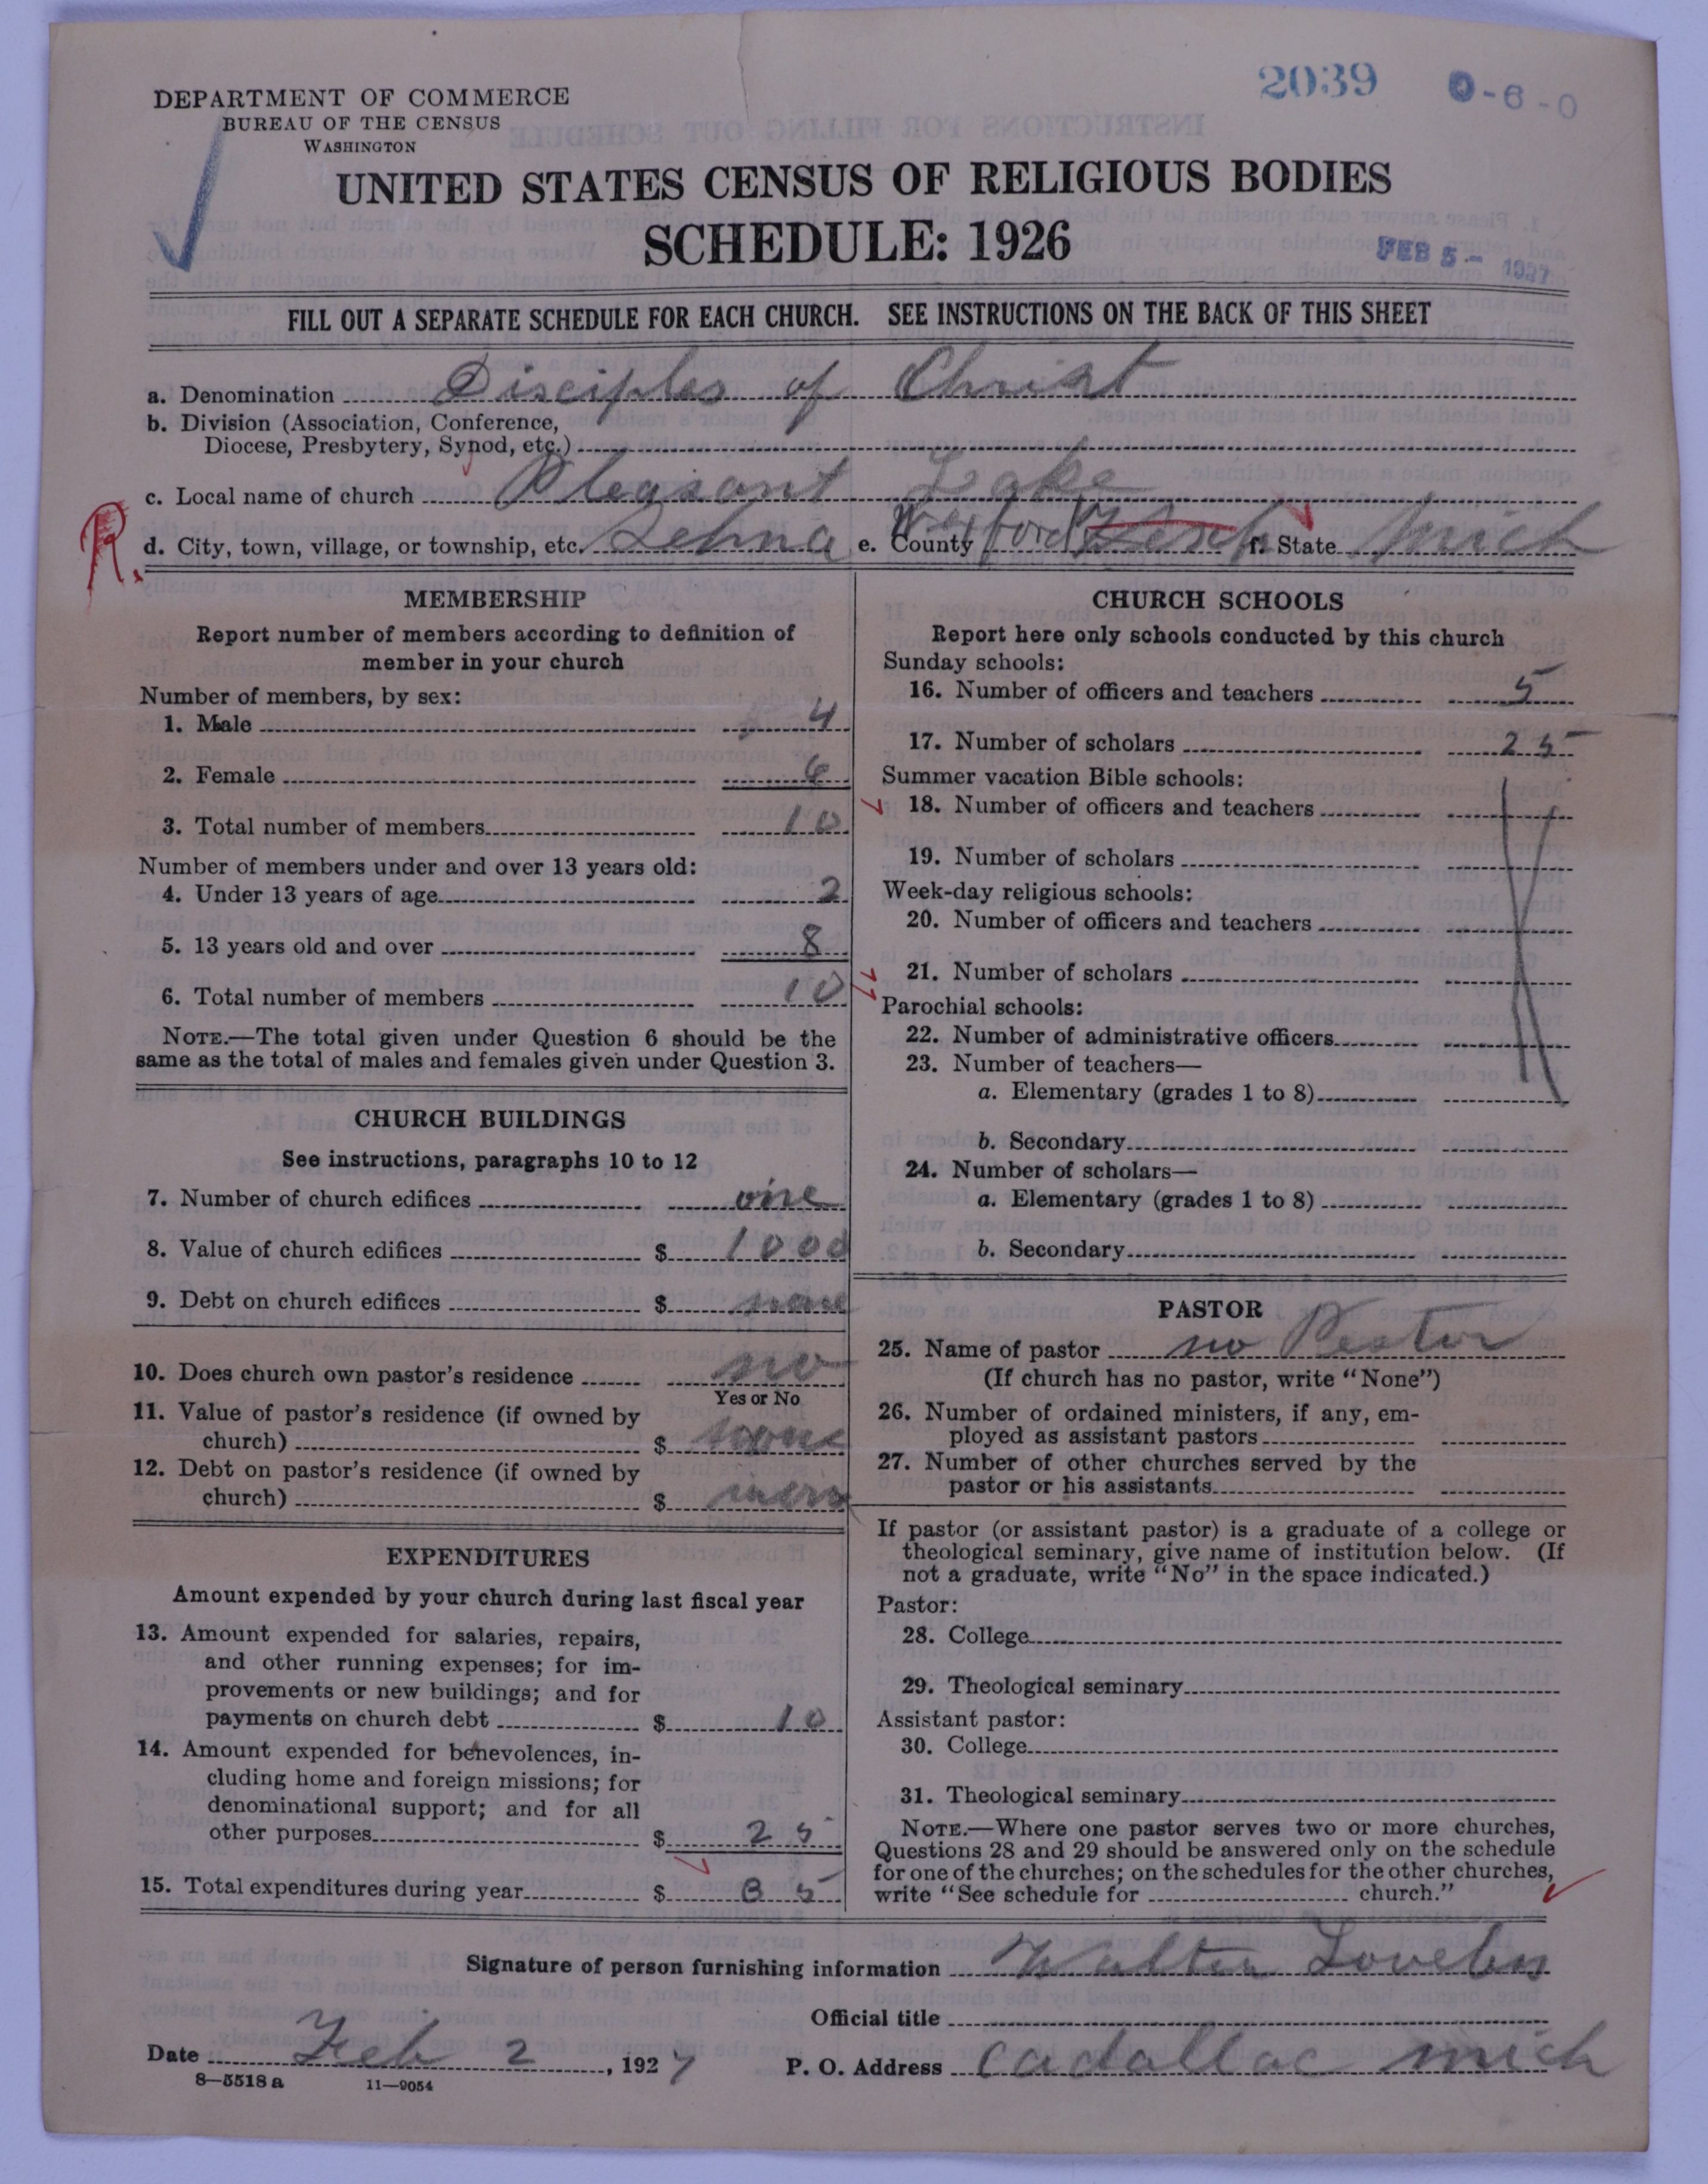 2039 0-6-0
DEPARTMENT OF COMMERCE
BUREAU OF THE CENSUS
WASHINGTON
UNITED STATES CENSUS OF RELIGIOUS BODIES
SCHEDULE: 1926
FEB 5 - 1927
FILL OUT A SEPARATE SCHEDULE FOR EACH CHURCH. SEE INSTRUCTIONS ON THE BACK OF THIS SHEET
a. Denomination Disciples of Christ
b. Division (Association, Conference,
Diocese, Presbytery, Synod, etc.)
c. Local name of church Pleasant Lake
R. d. City, town, village, or township, etc. Selma e. County Wexford f. State Mich
MEMBERSHIP
Report number of members according to definition of
member in your church
Number of members, by sex:
1. Male 4
2. Female 6
3. Total number of members 10
Number of members under and over 13 years old:
4. Under 13 years of age 2
5. 13 years old and over 8
6. Total number of members 10
NOTE.—The total given under Question 6 should be the
same as the total of males and females given under Question 3.
CHURCH BUILDINGS
See instructions, paragraphs 10 to 12
7. Number of church edifices one
8. Value of church edifices $ 1000
9. Debt on church edifices $ none
10. Does church own pastor's residence no
Yes or No
11. Value of pastor's residence (if owned by
church) $ none
12. Debt on pastor's residence (if owned by
church) $
EXPENDITURES
Amount expended by your church during last fiscal year
13. Amount expended for salaries, repairs,
and other running expenses; for im-
provements or new buildings; and for
payments on church debt $ 10
14. Amount expended for benevolences, in-
cluding home and foreign missions; for
denominational support; and for all
other purposes $ 25
15. Total expenditures during year $ 35
CHURCH SCHOOLS
Report here only schools conducted by this church
Sunday schools:
16. Number of officers and teachers 5
17. Number of scholars 25
Summer vacation Bible schools:
18. Number of officers and teachers
19. Number of scholars
Week-day religious schools:
20. Number of officers and teachers
21. Number of scholars
Parochial schools:
22. Number of administrative officers
23. Number of teachers—
a. Elementary (grades 1 to 8)
b. Secondary
24. Number of scholars—
a. Elementary (grades 1 to 8)
b. Secondary
PASTOR
25. Name of pastor no Pastor
(If church has no pastor, write "None")
26. Number of ordained ministers, if any, em-
ployed as assistant pastors
27. Number of other churches served by the
pastor or his assistants
If pastor (or assistant pastor) is a graduate of a college or
theological seminary, give name of institution below. (If
not a graduate, write "No" in the space indicated.)
Pastor:
28. College
29. Theological seminary
Assistant pastor:
30. College
31. Theological seminary
NOTE.—Where one pastor serves two or more churches,
Questions 28 and 29 should be answered only on the schedule
for one of the churches; on the schedules for the other churches,
write "See schedule for church."
Signature of person furnishing information Walter
Official title
Date Feb 2, 1927 P. O. Address Cadallac Mich
8—5518 a 11—9054